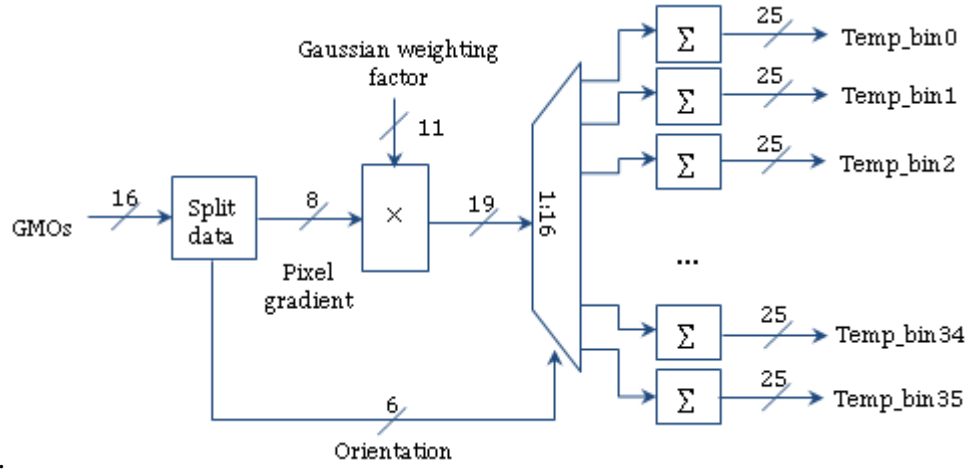 25
Σ
Temp_bin0
Gaussian weighting
factor
25
Σ
Temp_bin1
11
25
Σ
Temp_bin2
16
Split
data
8
×
19
1:16
GMOs
Pixel
gradient
...
25
Σ
Temp_bin34
25
Σ
Temp_bin35
6
Orientation
.